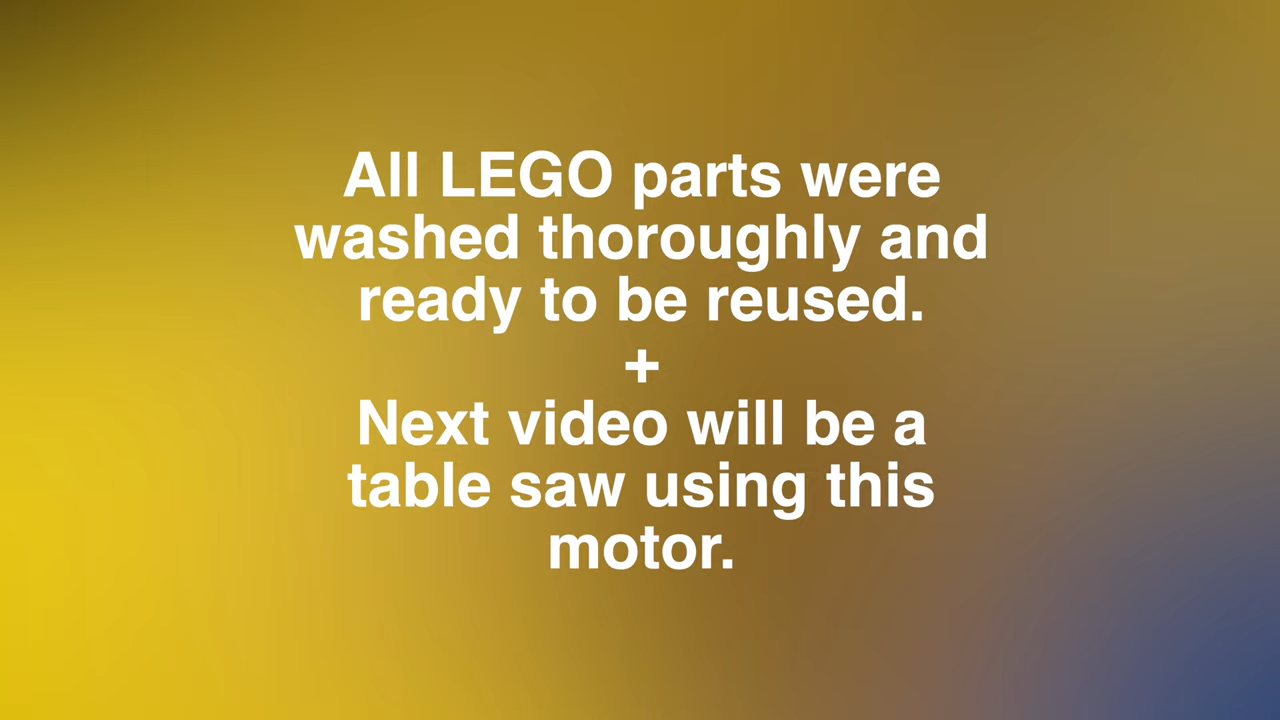 All LEGO parts were
washed thoroughly and
ready to be reused.
+
Next video will be a
table saw using this
motor.